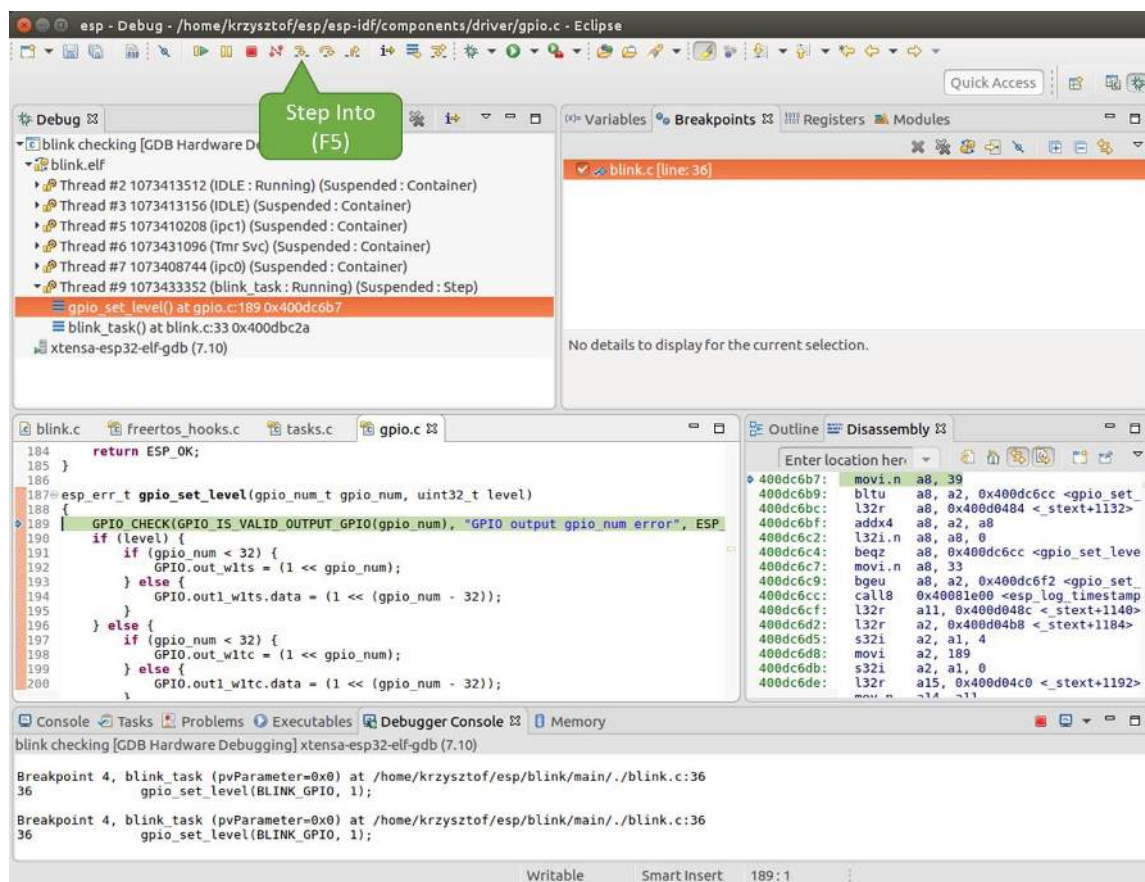 esp - Debug - /home/krzysztof/esp/esp-idf/components/driver/gpio.c - Eclipse
Quick Access
Step Into
(F5)
Debug
blink checking [GDB Hardware De
blink.elf
Thread #2 1073413512 (IDLE : Running) (Suspended : Container)
Thread #3 1073413156 (IDLE) (Suspended : Container)
Thread #5 1073410208 (ipc1) (Suspended : Container)
Thread #6 1073431096 (Tmr Svc) (Suspended : Container)
Thread #7 1073408744 (ipc0) (Suspended : Container)
Thread #9 1073433352 (blink_task : Running) (Suspended : Step)
gpio_set_level() at gpio.c:189 0x400dc6b7
blink_task() at blink.c:33 0x400dbc2a
xtensa-esp32-elf-gdb (7.10)
Variables Breakpoints Registers Modules
blink.c [line: 36]
No details to display for the current selection.
blink.c freertos_hooks.c tasks.c gpio.c
184 return ESP_OK;
185 }
186
187 esp_err_t gpio_set_level(gpio_num_t gpio_num, uint32_t level)
188 {
189 GPIO_CHECK(GPIO_IS_VALID_OUTPUT_GPIO(gpio_num), "GPIO output gpio_num error", ESP_
190 if (level) {
191 if (gpio_num < 32) {
192 GPIO.out_w1ts = (1 << gpio_num);
193 } else {
194 GPIO.out1_w1ts.data = (1 << (gpio_num - 32));
195 }
196 } else {
197 if (gpio_num < 32) {
198 GPIO.out_w1tc = (1 << gpio_num);
199 } else {
200 GPIO.out1_w1tc.data = (1 << (gpio_num - 32));
Outline Disassembly
Enter location her
400dc6b7: movi.n a8, 39
400dc6b9: bltu a8, a2, 0x400dc6cc <gpio_set_
400dc6bc: l32r a8, 0x400d0484 <_stext+1132>
400dc6bf: addx4 a8, a2, a8
400dc6c2: l32i.n a8, a8, 0
400dc6c4: beqz a8, 0x400dc6cc <gpio_set_leve
400dc6c7: movi.n a8, 33
400dc6c9: bgeu a8, a2, 0x400dc6f2 <gpio_set_
400dc6cc: call8 0x40081e00 <esp_log_timestamp
400dc6cf: l32r a11, 0x400d048c <_stext+1140>
400dc6d2: l32r a2, 0x400d04b8 <_stext+1184>
400dc6d5: s32i a2, a1, 4
400dc6d8: movi a2, 189
400dc6db: s32i a2, a1, 0
400dc6de: l32r a15, 0x400d04c0 <_stext+1192>
Console Tasks Problems Executables Debugger Console Memory
blink checking [GDB Hardware Debugging] xtensa-esp32-elf-gdb (7.10)
Breakpoint 4, blink_task (pvParameter=0x0) at /home/krzysztof/esp/blink/main/./blink.c:36
36 gpio_set_level(BLINK_GPIO, 1);
Breakpoint 4, blink_task (pvParameter=0x0) at /home/krzysztof/esp/blink/main/./blink.c:36
36 gpio_set_level(BLINK_GPIO, 1);
Writable Smart Insert 189 : 1